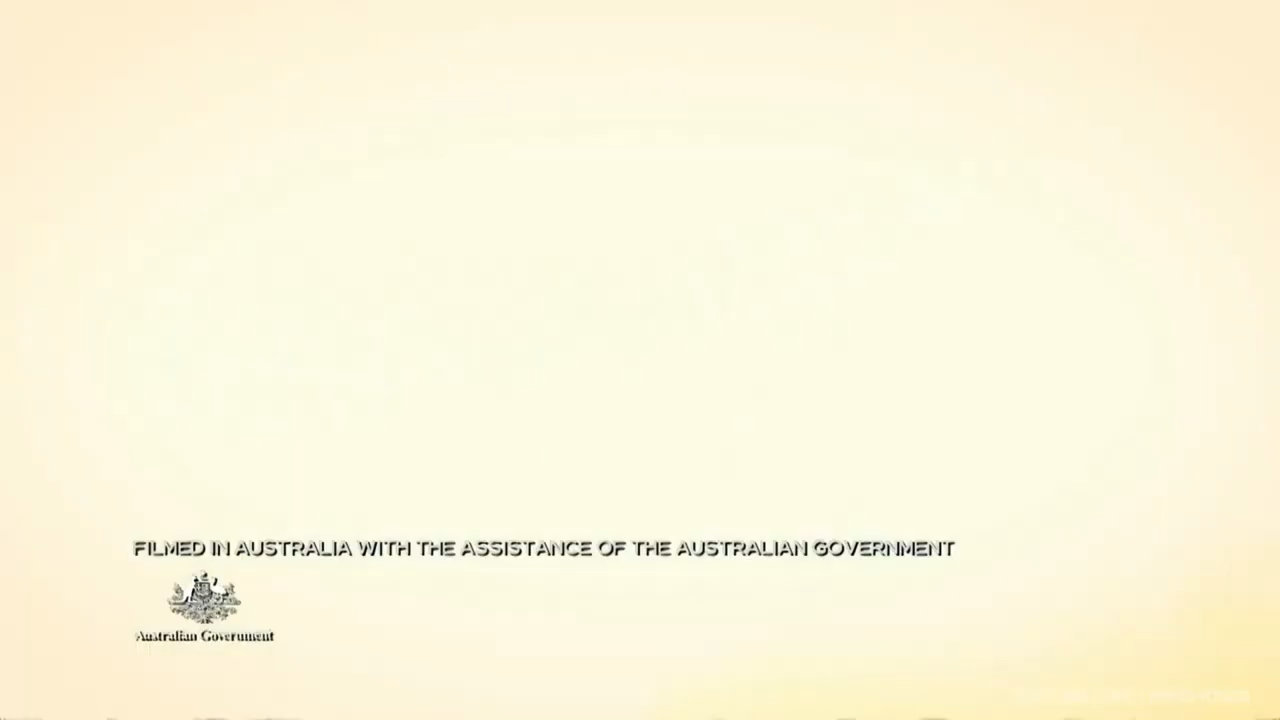 FILMED IN AUSTRALIA WITH THE ASSISTANCE OF THE AUSTRALIAN GOVERNMENT
Australian Government